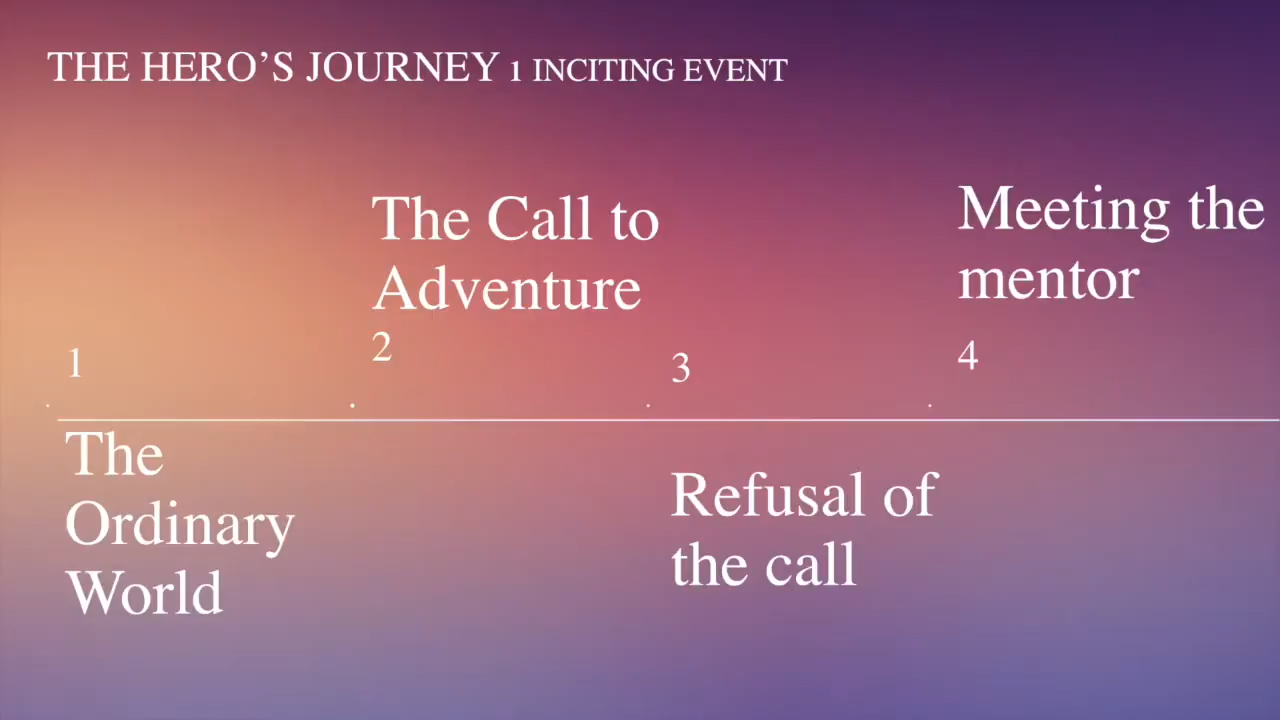 THE HERO’S JOURNEY 1 INCITING EVENT
1
The
Ordinary
World
The Call to
Adventure
2
3
Refusal of
the call
Meeting the
mentor
4